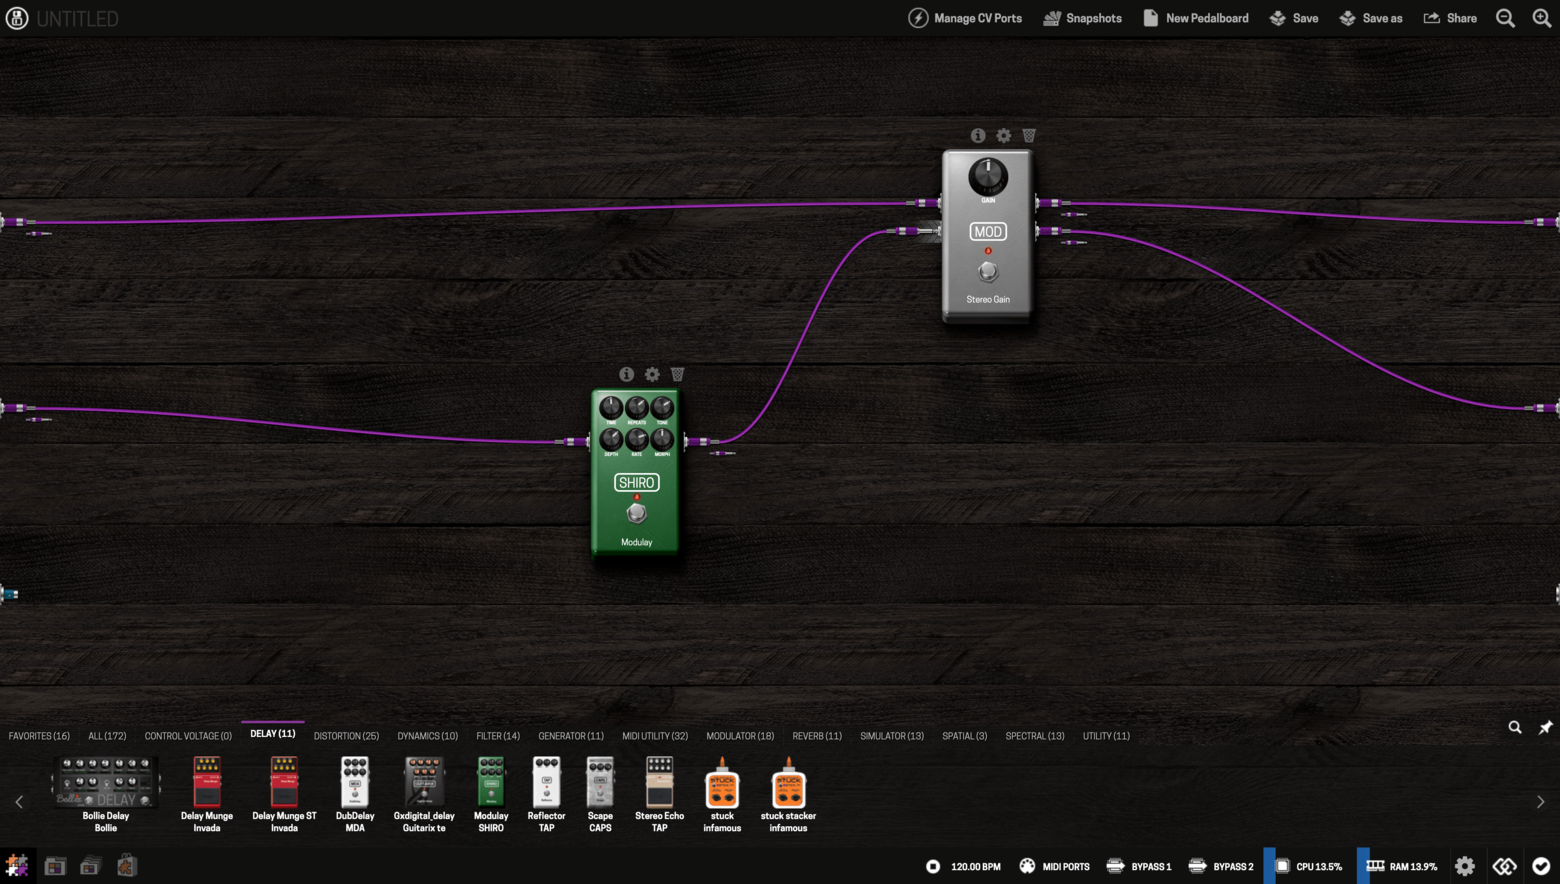 UNTITLED
Manage CV Ports
Snapshots
New Pedalboard
Save
Save as
Share
GAIN
MOD
Stereo Gain
TIME REPEATS TONE
DEPTH RATE MORPH
SHIRO
Modulay
FAVORITES (16)
ALL (172)
CONTROL VOLTAGE (0)
DELAY (11)
DISTORTION (25)
DYNAMICS (10)
FILTER (14)
GENERATOR (11)
MIDI UTILITY (32)
MODULATOR (18)
REVERB (11)
SIMULATOR (13)
SPATIAL (3)
SPECTRAL (13)
UTILITY (11)
Bollie DELAY
Bollie Delay
Bollie
Delay Munge
Invada
Delay Munge ST
Invada
DubDelay
MDA
Gxdigital_delay
Guitarix te
Modulay
SHIRO
Reflector
TAP
Scape
CAPS
Stereo Echo
TAP
stuck
infamous
stuck stacker
infamous
120.00 BPM
MIDI PORTS
BYPASS 1
BYPASS 2
CPU 13.5%
RAM 13.9%